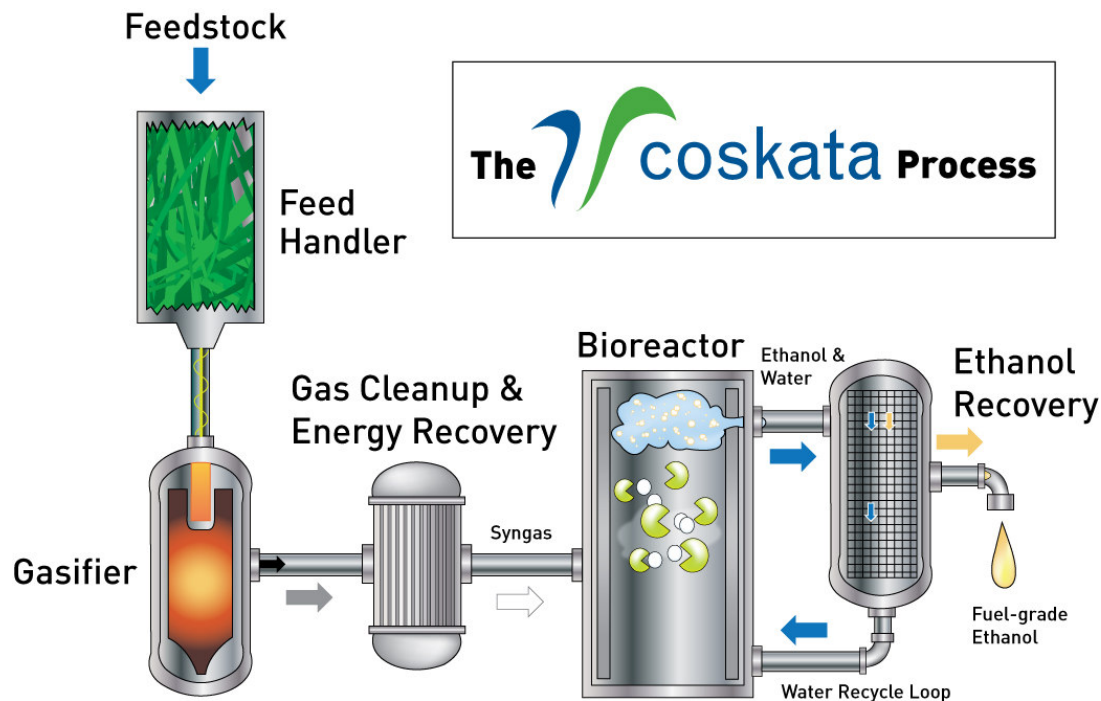 Feedstock
The coskata Process
Feed
Handler
Bioreactor
Ethanol &
Water
Ethanol
Recovery
Gas Cleanup &
Energy Recovery
Syngas
Gasifier
Fuel-grade
Ethanol
Water Recycle Loop